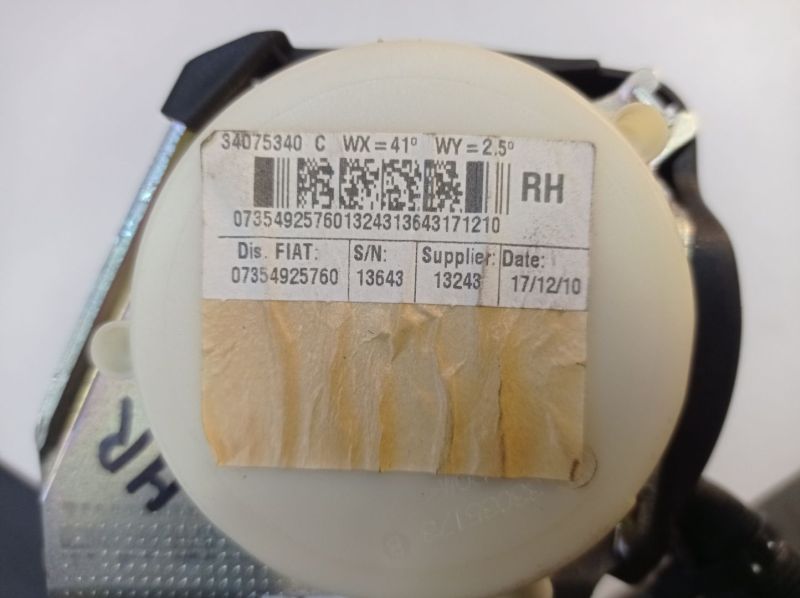 34075340 C WX=41° WY=2.5°
RH
07354925760132431364317121​0
Dis. FIAT: S/N: Supplier: Date:
07354925760 13643 13243 17/12/10
HR